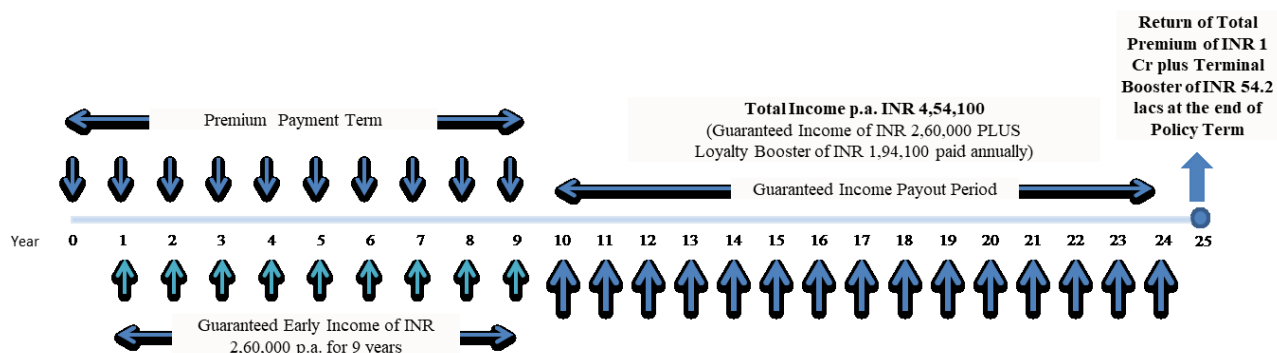 Return of Total
Premium of INR 1
Cr plus Terminal
Booster of INR 54.2
lacs at the end of
Policy Term
Premium Payment Term
Total Income p.a. INR 4,54,100
(Guaranteed Income of INR 2,60,000 PLUS
Loyalty Booster of INR 1,94,100 paid annually)
Guaranteed Income Payout Period
Year 0 1 2 3 4 5 6 7 8 9 10 11 12 13 14 15 16 17 18 19 20 21 22 23 24 25
Guaranteed Early Income of INR
2,60,000 p.a. for 9 years